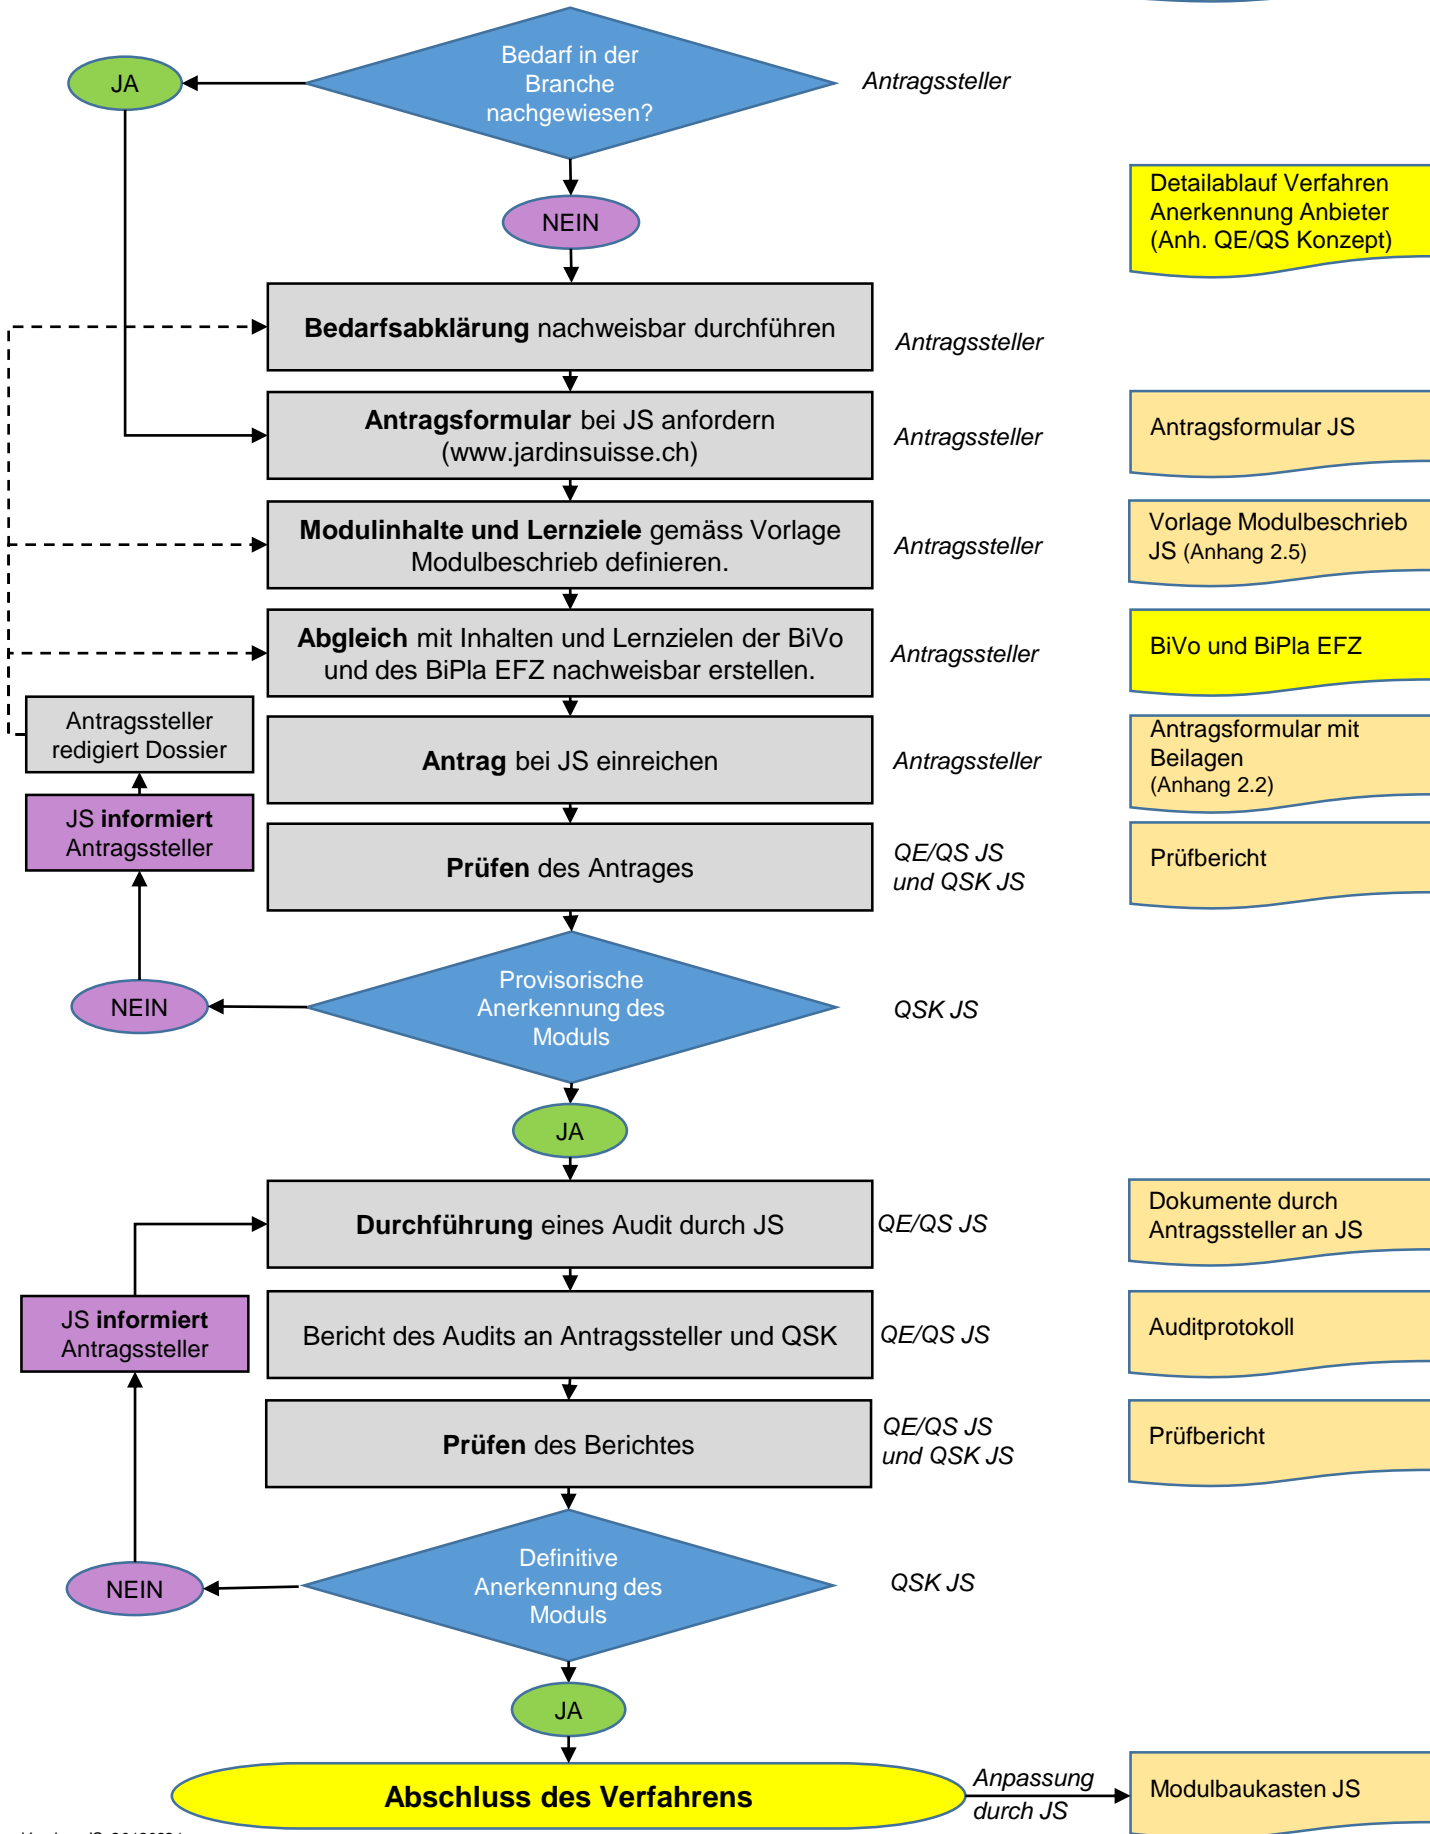 Bedarf in der
Branche
nachgewiesen?
JA
Antragssteller
NEIN
Detailablauf Verfahren
Anerkennung Anbieter
(Anh. QE/QS Konzept)
Bedarfsabklärung nachweisbar durchführen
Antragssteller
Antragsformular bei JS anfordern
(www.jardinsuisse.ch)
Antragssteller
Antragsformular JS
Modulinhalte und Lernziele gemäss Vorlage
Modulbeschrieb definieren.
Antragssteller
Vorlage Modulbeschrieb
JS (Anhang 2.5)
Abgleich mit Inhalten und Lernzielen der BiVo
und des BiPla EFZ nachweisbar erstellen.
Antragssteller
BiVo und BiPla EFZ
Antragssteller
redigiert Dossier
Antrag bei JS einreichen
Antragssteller
Antragsformular mit
Beilagen
(Anhang 2.2)
JS informiert
Antragssteller
Prüfen des Antrages
QE/QS JS
und QSK JS
Prüfbericht
Provisorische
Anerkennung des
Moduls
NEIN
QSK JS
JA
Durchführung eines Audit durch JS
QE/QS JS
Dokumente durch
Antragssteller an JS
JS informiert
Antragssteller
Bericht des Audits an Antragssteller und QSK
QE/QS JS
Auditprotokoll
Prüfen des Berichtes
QE/QS JS
und QSK JS
Prüfbericht
Definitive
Anerkennung des
Moduls
NEIN
QSK JS
JA
Abschluss des Verfahrens
Anpassung
durch JS
Modulbaukasten JS